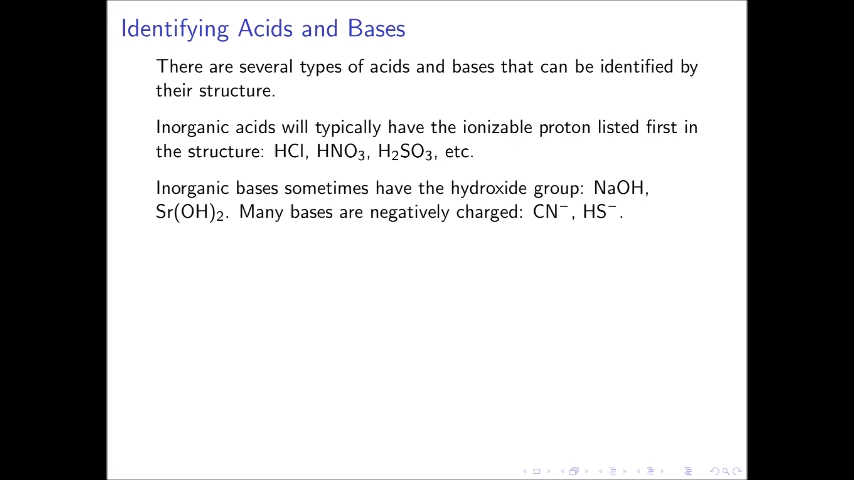 Identifying Acids and Bases
There are several types of acids and bases that can be identified by
their structure.
Inorganic acids will typically have the ionizable proton listed first in
the structure: HCl, HNO₃, H₂SO₃, etc.
Inorganic bases sometimes have the hydroxide group: NaOH,
Sr(OH)₂. Many bases are negatively charged: CN⁻, HS⁻.